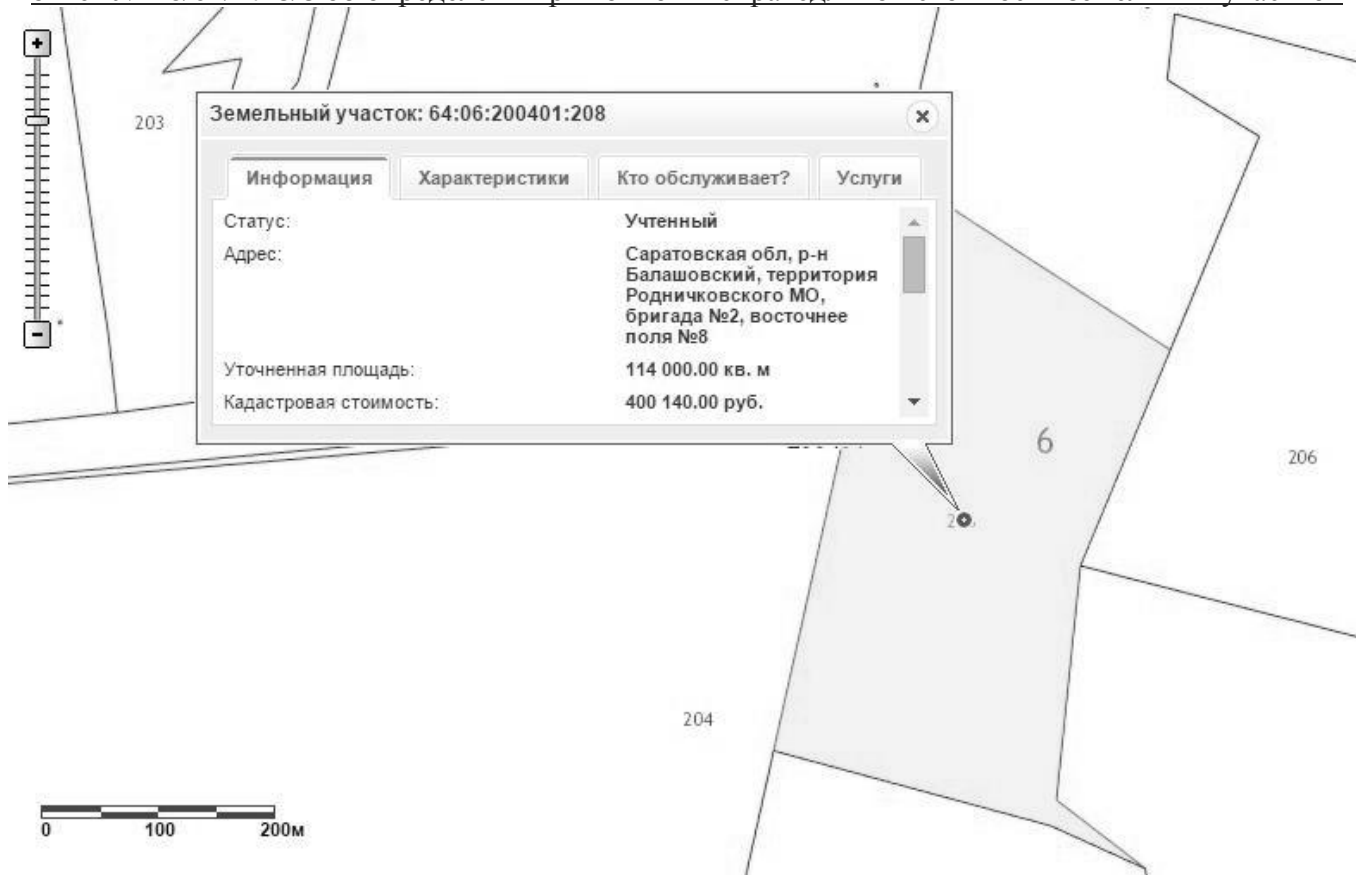 203
Земельный участок: 64:06:200401:208
Информация Характеристики Кто обслуживает? Услуги
Статус: Учтенный
Адрес: Саратовская обл, р-н
Балашовский, территория
Родничковского МО,
бригада №2, восточнее
поля №8
Уточненная площадь: 114 000.00 кв. м
Кадастровая стоимость: 400 140.00 руб.
6
206
204
0 100 200м